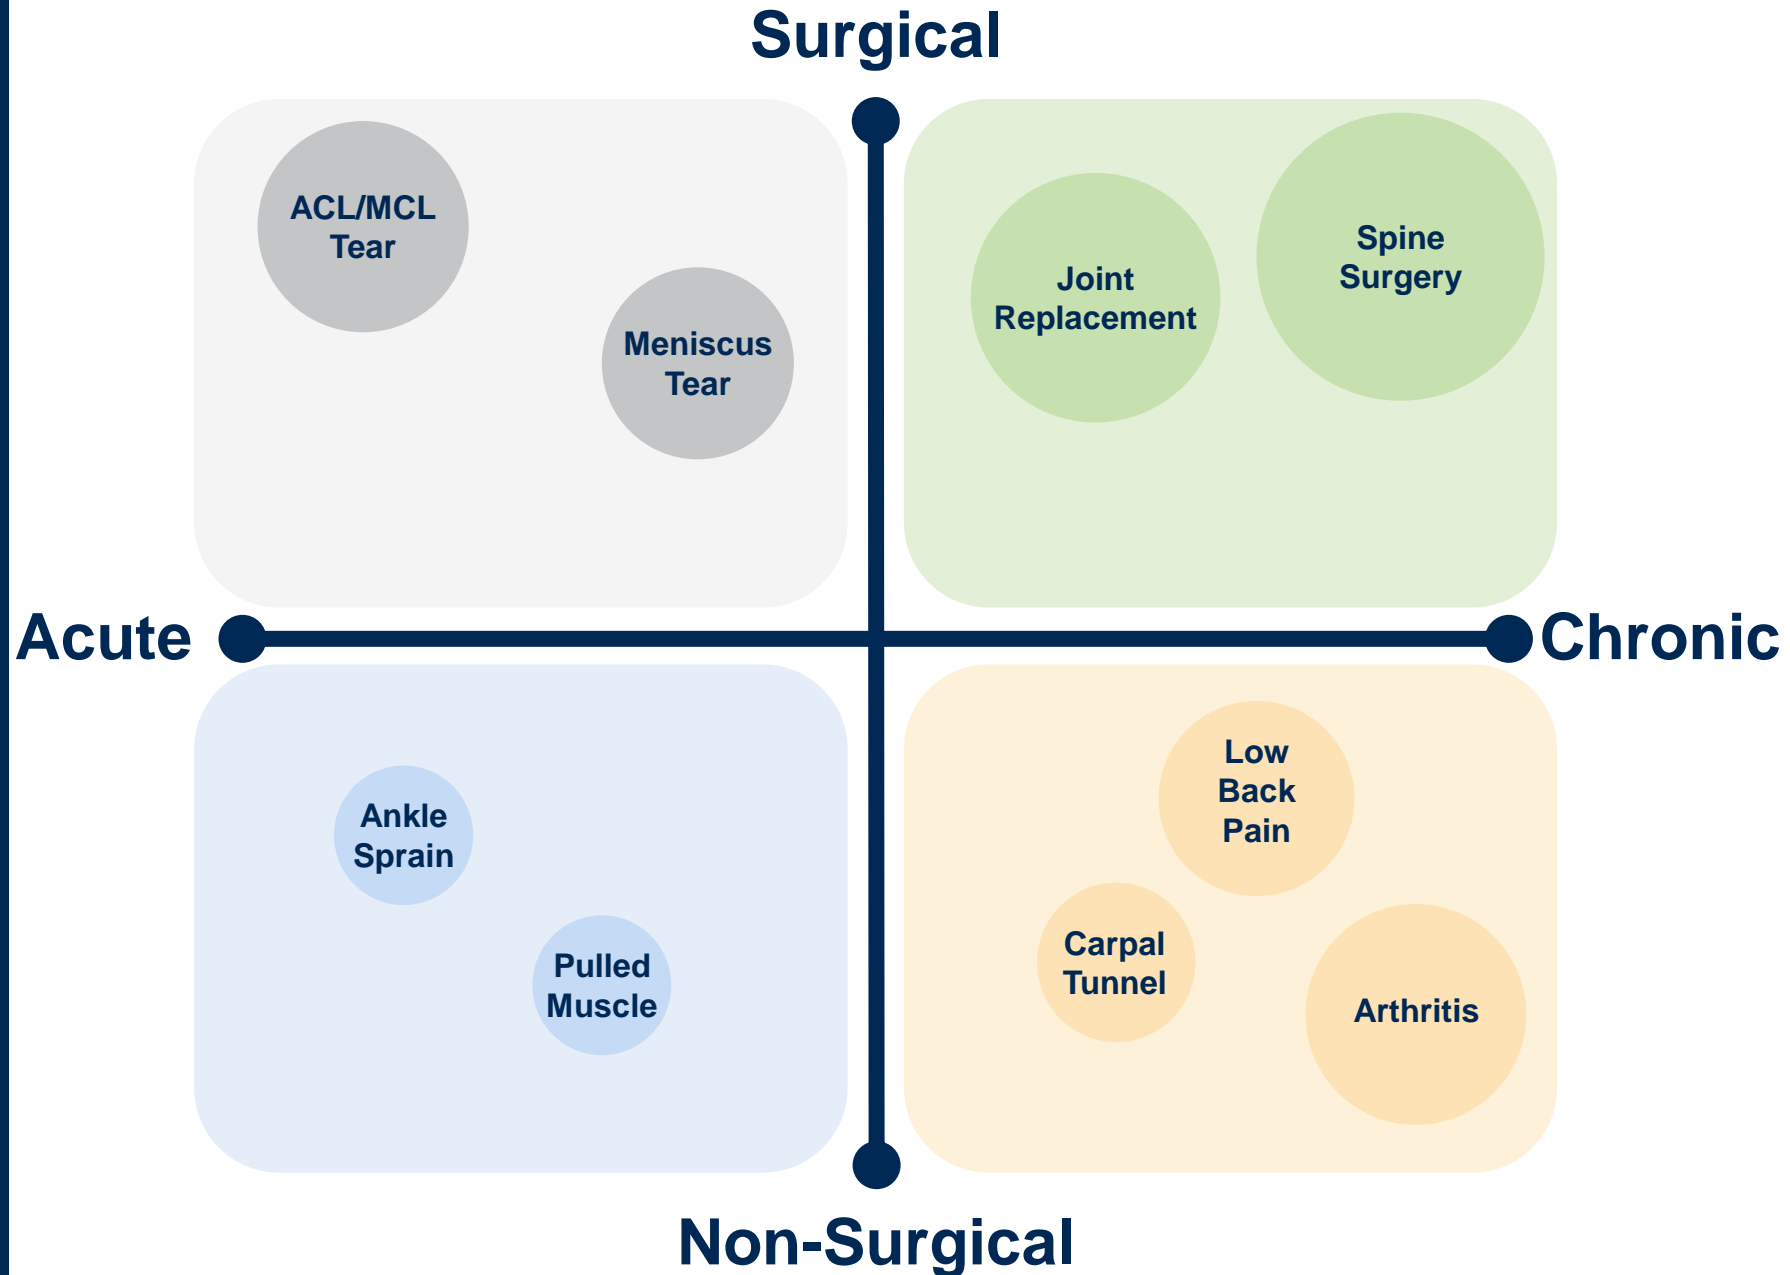 Surgical
ACL/MCL
Tear
Meniscus
Tear
Joint
Replacement
Spine
Surgery
Acute
Chronic
Ankle
Sprain
Pulled
Muscle
Low
Back
Pain
Carpal
Tunnel
Arthritis
Non-Surgical